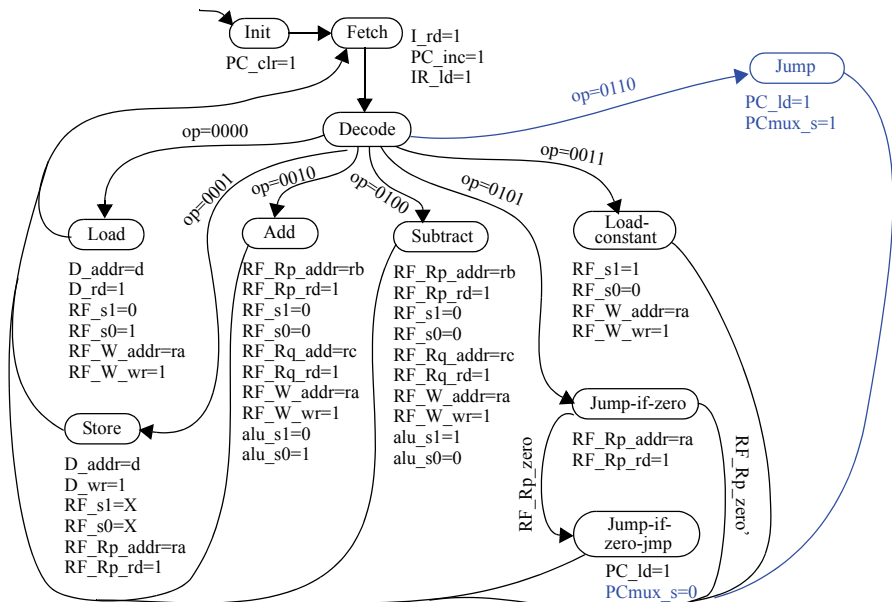 Init
PC_clr=1
Fetch
I_rd=1
PC_inc=1
IR_ld=1
Jump
PC_ld=1
PCmux_s=1
op=0110
Decode
op=0000
op=0001
op=0010
op=0100
op=0101
op=0011
Load
D_addr=d
D_rd=1
RF_s1=0
RF_s0=1
RF_W_addr=ra
RF_W_wr=1
Add
RF_Rp_addr=rb
RF_Rp_rd=1
RF_s1=0
RF_s0=0
RF_Rq_add=rc
RF_Rq_rd=1
RF_W_addr=ra
RF_W_wr=1
alu_s1=0
alu_s0=1
Subtract
RF_Rp_addr=rb
RF_Rp_rd=1
RF_s1=0
RF_s0=0
RF_Rq_addr=rc
RF_Rq_rd=1
RF_W_addr=ra
RF_W_wr=1
alu_s1=1
alu_s0=0
Load-
constant
RF_s1=1
RF_s0=0
RF_W_addr=ra
RF_W_wr=1
Store
D_addr=d
D_wr=1
RF_s1=X
RF_s0=X
RF_Rp_addr=ra
RF_Rp_rd=1
Jump-if-zero
RF_Rp_addr=ra
RF_Rp_rd=1
RF_Rp_zero
RF_Rp_zero’
Jump-if-
zero-jmp
PC_ld=1
PCmux_s=0